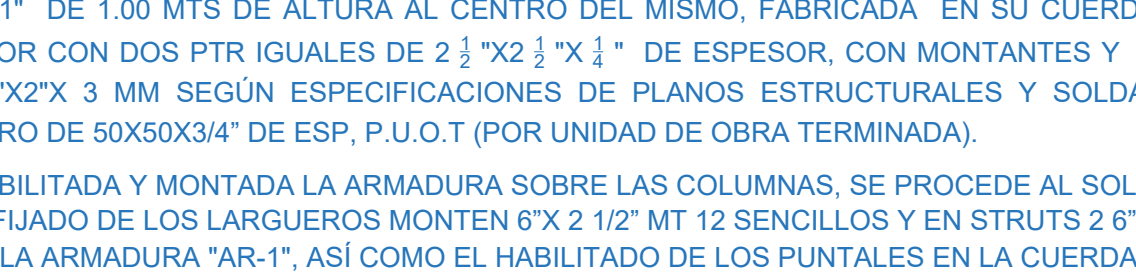 1" DE 1.00 MTS DE ALTURA AL CENTRO DEL MISMO, FABRICADA EN SU CUERD
OR CON DOS PTR IGUALES DE 2 ½ "X2 ½ "X ¼ " DE ESPESOR, CON MONTANTES Y
"X2"X 3 MM SEGÚN ESPECIFICACIONES DE PLANOS ESTRUCTURALES Y SOLDA
RO DE 50X50X3/4” DE ESP, P.U.O.T (POR UNIDAD DE OBRA TERMINADA).
BILITADA Y MONTADA LA ARMADURA SOBRE LAS COLUMNAS, SE PROCEDE AL SOL
FIJADO DE LOS LARGUEROS MONTEN 6”X 2 1/2” MT 12 SENCILLOS Y EN STRUTS 2 6”
LA ARMADURA "AR-1", ASÍ COMO EL HABILITADO DE LOS PUNTALES EN LA CUERDA